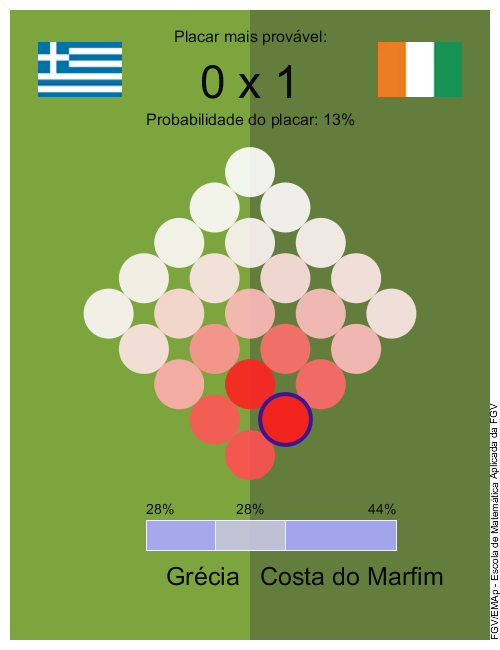 Placar mais provável:
0 x 1
Probabilidade do placar: 13%
28% 28% 44%
Grécia Costa do Marfim
FGV/EMAp - Escola de Matemática Aplicada da FGV